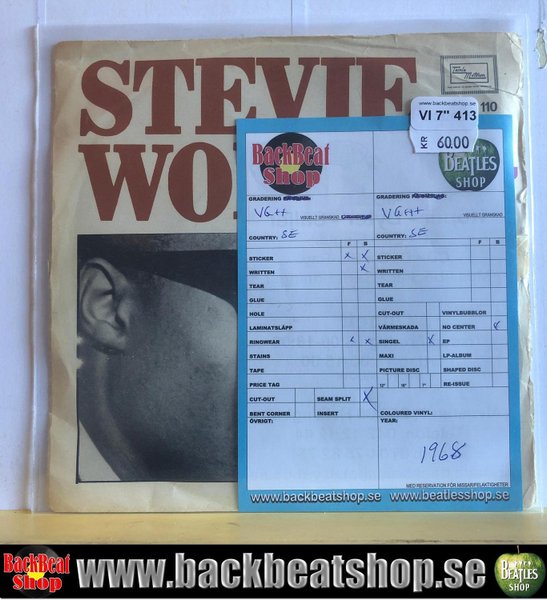 STEVIE
WO
Tamla Motown
110
www.backbeatshop.se
VI 7" 413
KR 60.00
BackBeat Shop
BEATLES SHOP
GRADERING
GRADERING
VG++
VISUELLT GRANSKAD
VG++
VISUELLT GRANSKAD
COUNTRY: SE
COUNTRY: SE
F B
F B
STICKER X X
STICKER
WRITTEN X
WRITTEN
TEAR
TEAR
GLUE
GLUE
HOLE
CUT-OUT
VINYLBUBBLOR
LAMINATSLÄPP
VÄRMESKADA
NO CENTER X
RINGWEAR X X
SINGEL X
EP
STAINS
MAXI
LP-ALBUM
TAPE
PICTURE DISC
SHAPED DISC
PRICE TAG
12" 10" 7"
RE-ISSUE
CUT-OUT
SEAM SPLIT X
BENT CORNER
INSERT
COLOURED VINYL:
ÖVRIGT:
YEAR:
1968
MED RESERVATION FÖR MISSAR/FELAKTIGHETER
www.backbeatshop.se www.beatlesshop.se
BackBeat Shop
www.backbeatshop.se
BEATLES SHOP